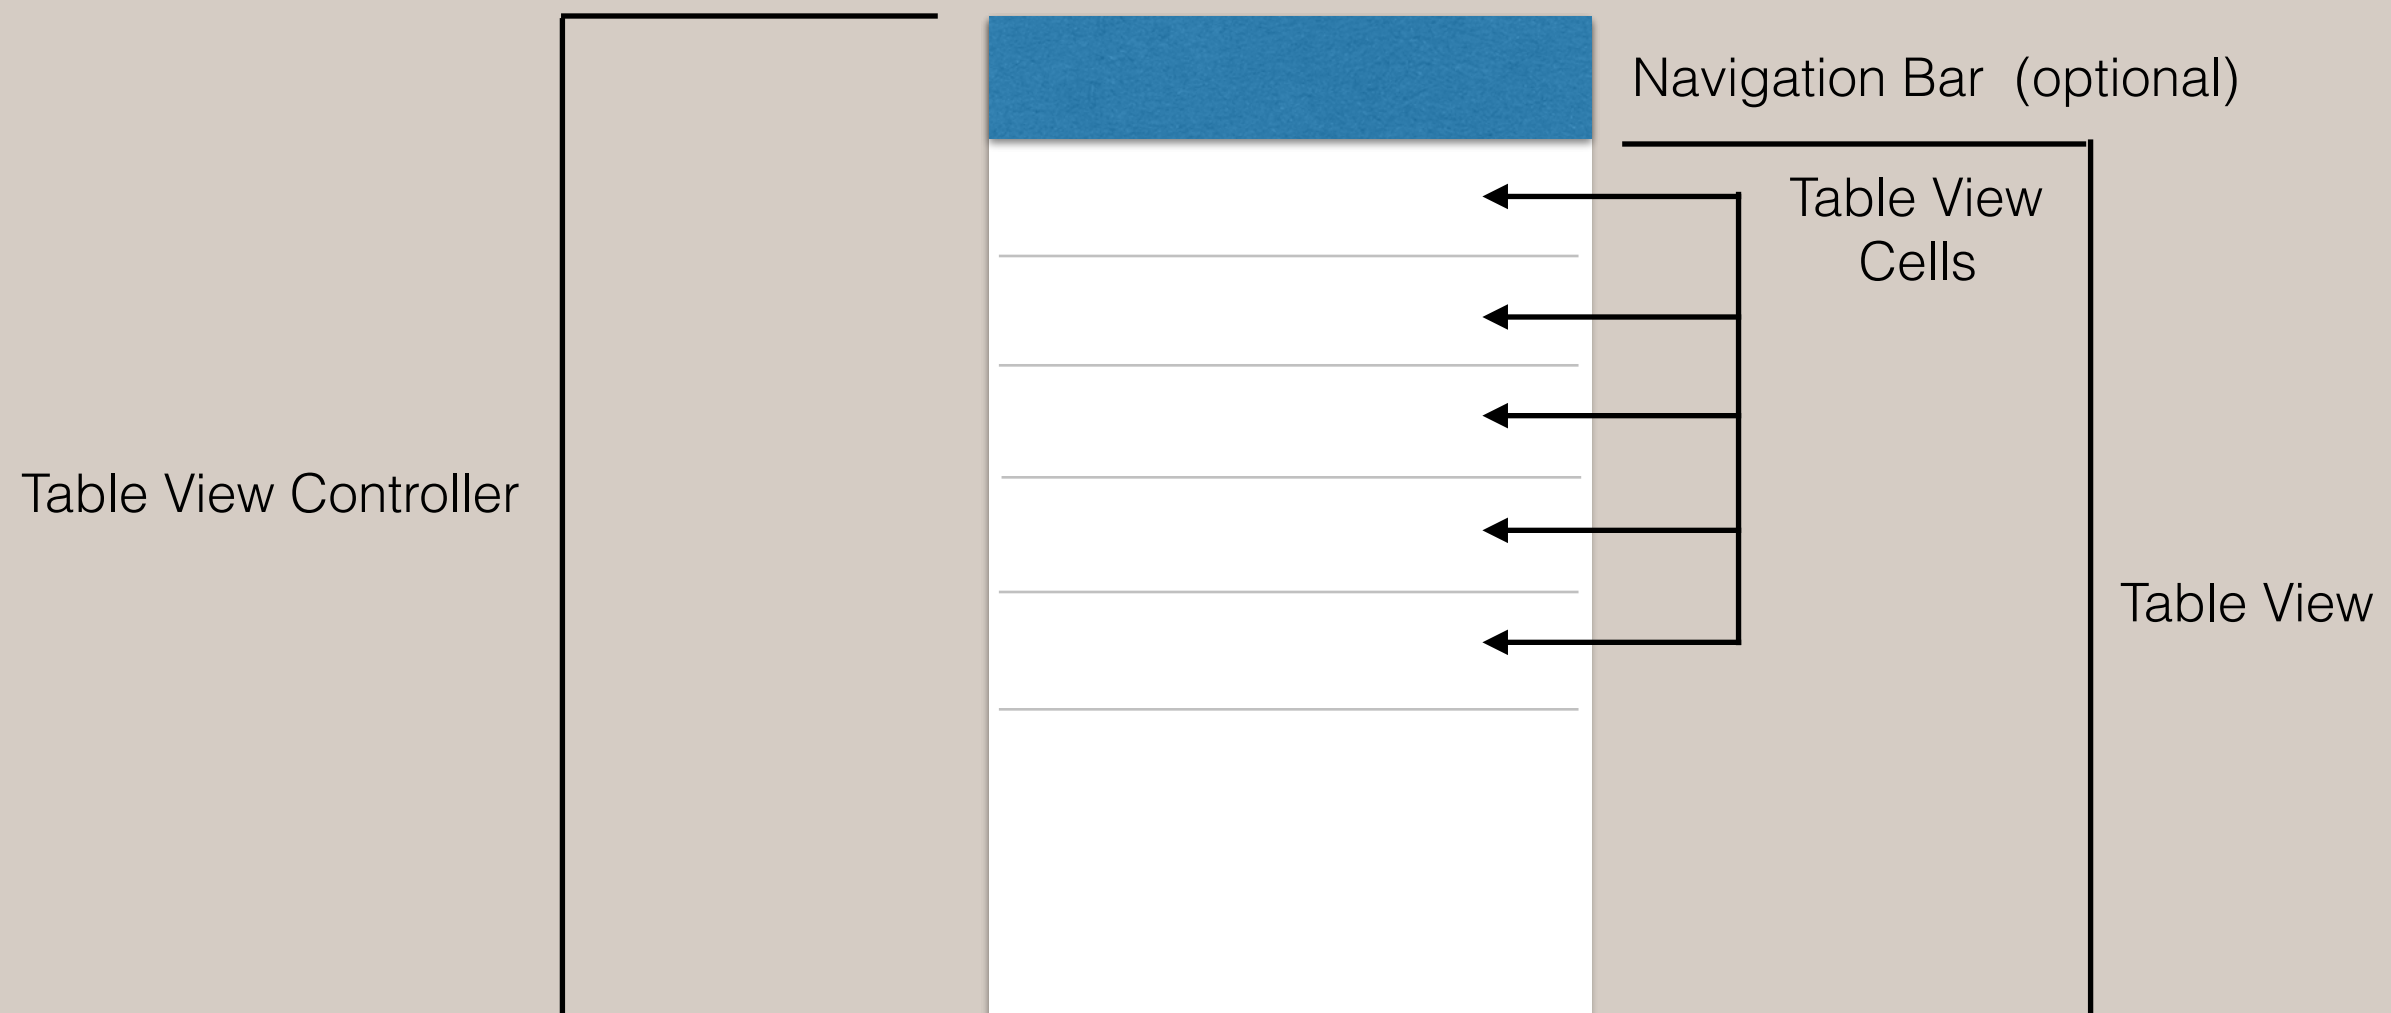 Navigation Bar (optional)
Table View
Cells
Table View Controller
Table View